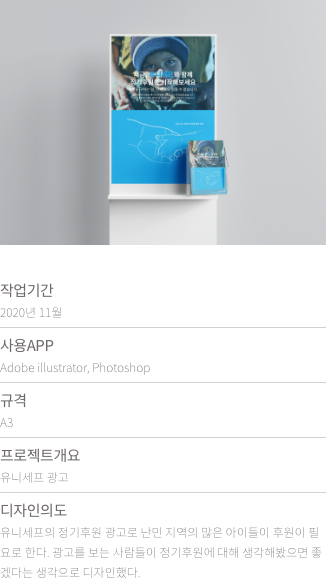 작업기간
2020년 11월
사용APP
Adobe illustrator, Photoshop
규격
A3
프로젝트개요
유니세프 광고
디자인의도
유니세프의 정기후원 광고로 난민 지역의 많은 아이들이 후원이 필
요로 한다. 광고를 보는 사람들이 정기후원에 대해 생각해봤으면 좋
겠다는 생각으로 디자인했다.